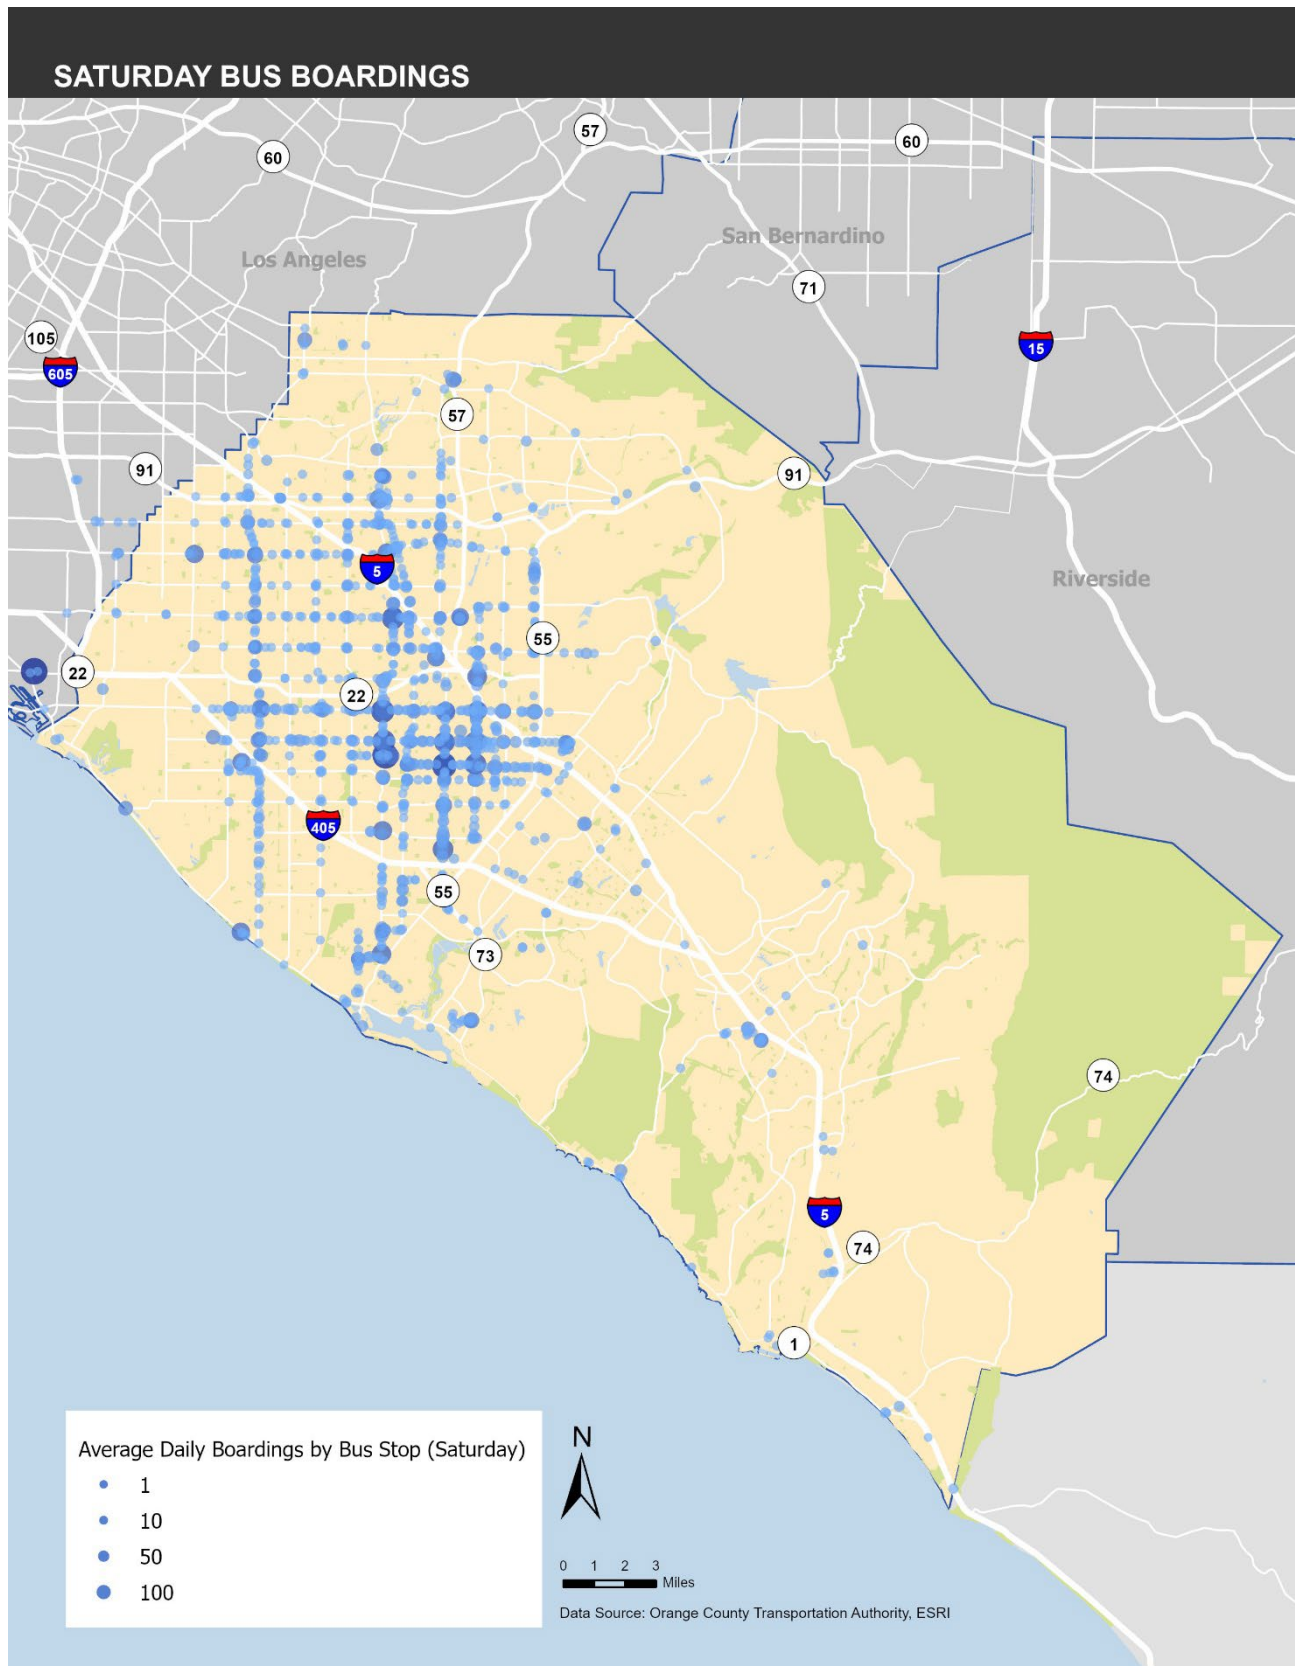 SATURDAY BUS BOARDINGS
57
60
60
San Bernardino
Los Angeles
71
105
15
605
57
91
91
5
Riverside
55
22
22
405
55
73
74
5
74
1
Average Daily Boardings by Bus Stop (Saturday)
1
10
50
100
N
0 1 2 3
Miles
Data Source: Orange County Transportation Authority, ESRI